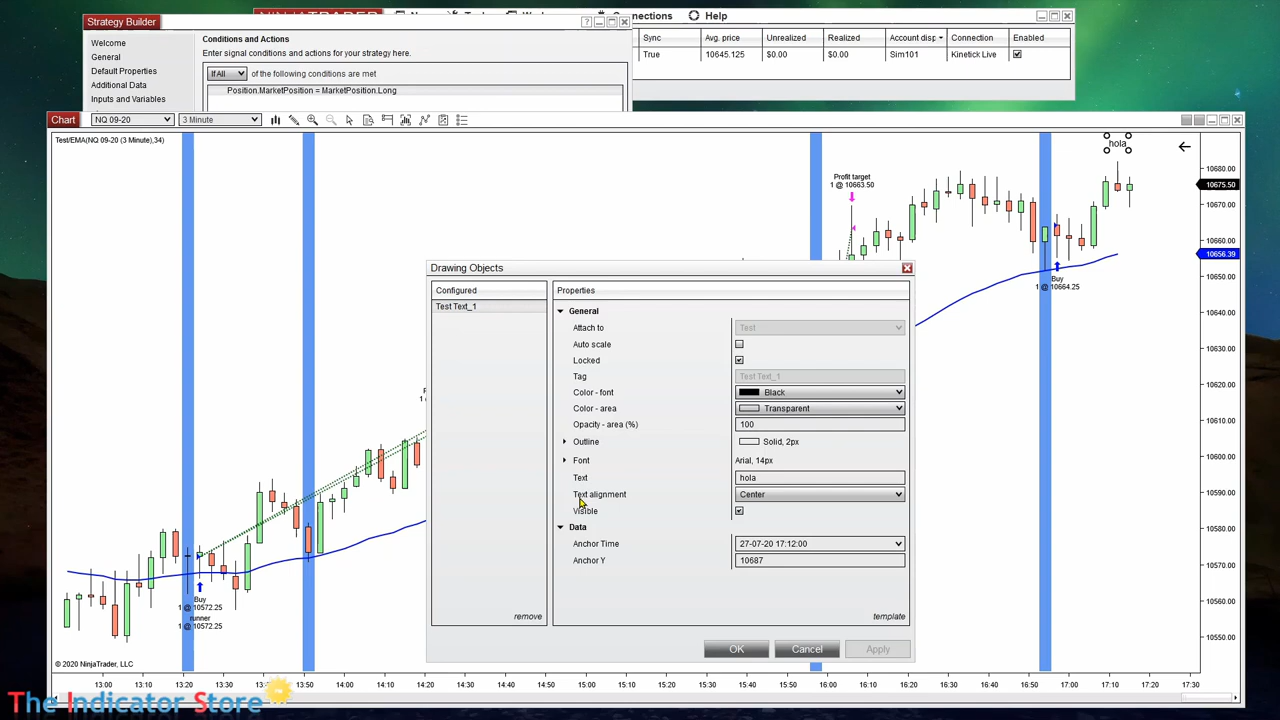 Strategy Builder
NINJATRADER
Connections
Help
Welcome
General
Default Properties
Additional Data
Inputs and Variables
Conditions and Actions
Enter signal conditions and actions for your strategy here.
If All of the following conditions are met
Position.MarketPosition = MarketPosition.Long
Sync Avg. price Unrealized Realized Account disp Connection Enabled
True 10645.125 $0.00 $0.00 Sim101 Kinetick Live
Chart NQ 09-20 3 Minute
Test/EMA(NQ 09-20 (3 Minute),34)
hola
Profit target
1 @ 10663.50
Buy
1 @ 10664.25
Buy
1 @ 10572.25
runner
1 @ 10572.25
10680.00
10675.50
10670.00
10660.00
10656.39
10650.00
10640.00
10630.00
10620.00
10610.00
10600.00
10590.00
10580.00
10570.00
10560.00
10550.00
Drawing Objects
Configured
Test Text_1
remove
Properties
General
Attach to Test
Auto scale
Locked
Tag Test Text_1
Color - font Black
Color - area Transparent
Opacity - area (%) 100
Outline Solid, 2px
Font Arial, 14px
Text hola
Text alignment Center
Visible
Data
Anchor Time 27-07-20 17:12:00
Anchor Y 10687
template
OK Cancel Apply
© 2020 NinjaTrader, LLC
13:00 13:10 13:20 13:30 13:40 13:50 14:00 14:10 14:20 14:30 14:40 14:50 15:00 15:10 15:20 15:30 15:40 15:50 16:00 16:10 16:20 16:30 16:40 16:50 17:00 17:10 17:20 17:30
The Indicator Store